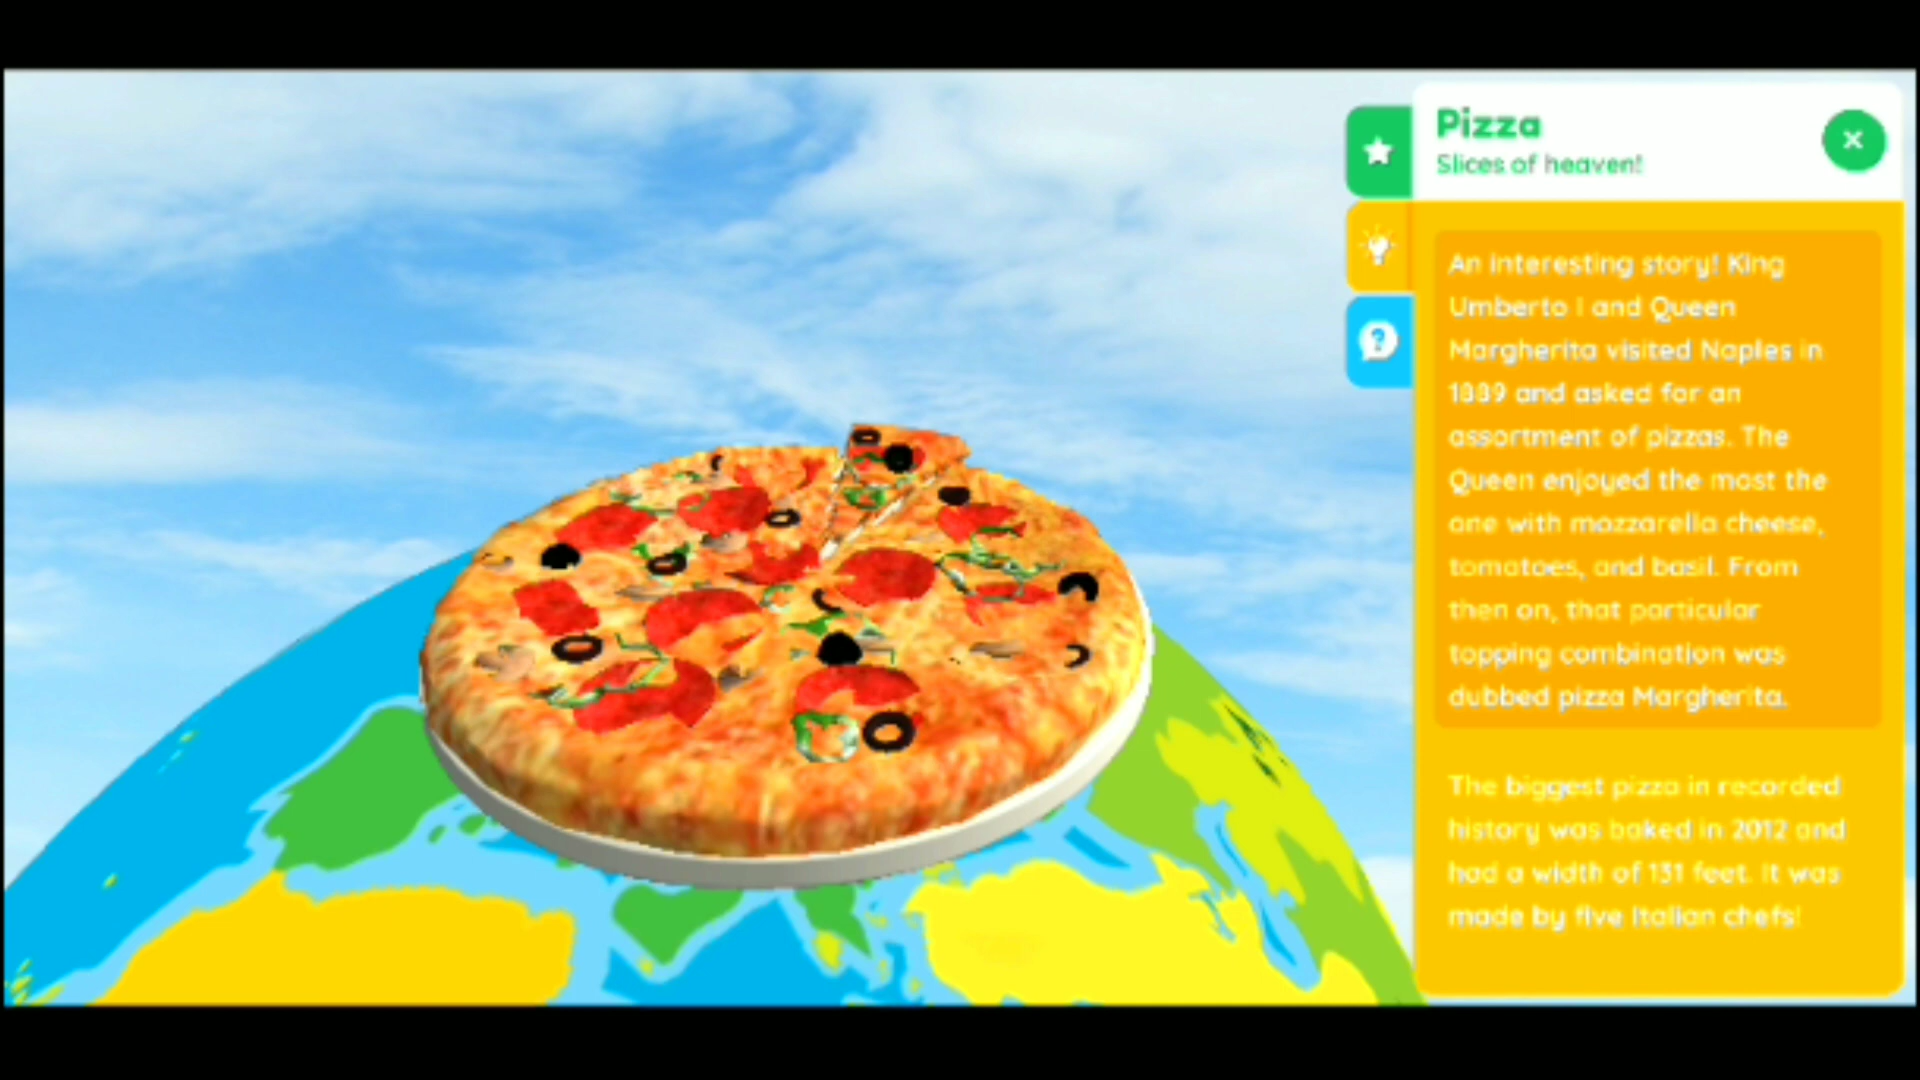 Pizza
Slices of heaven!
An interesting story! King
Umberto I and Queen
Margherita visited Naples in
1889 and asked for an
assortment of pizzas. The
Queen enjoyed the most the
one with mozzarella cheese,
tomatoes, and basil. From
then on, that particular
topping combination was
dubbed pizza Margherita.
The biggest pizza in recorded
history was baked in 2012 and
had a width of 131 feet. It was
made by five Italian chefs!